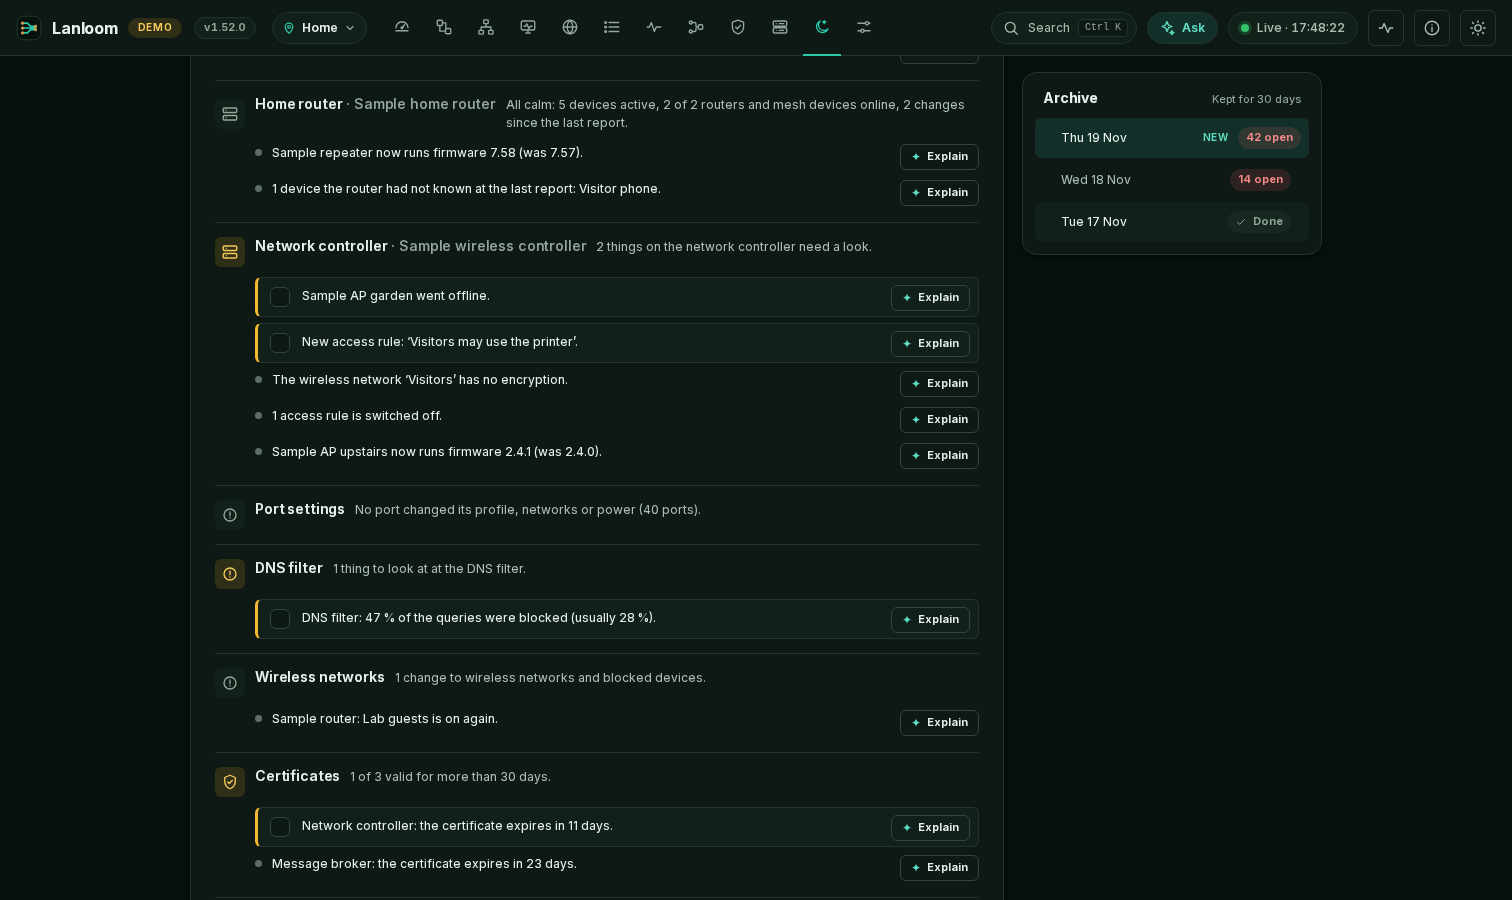 Lanloom DEMO v1.52.0 Home Search Ctrl K Ask Live · 17:48:22
Home router · Sample home router All calm: 5 devices active, 2 of 2 routers and mesh devices online, 2 changes
since the last report.
Sample repeater now runs firmware 7.58 (was 7.57). Explain
1 device the router had not known at the last report: Visitor phone. Explain
Network controller · Sample wireless controller 2 things on the network controller need a look.
Sample AP garden went offline. Explain
New access rule: ‘Visitors may use the printer’. Explain
The wireless network ‘Visitors’ has no encryption. Explain
1 access rule is switched off. Explain
Sample AP upstairs now runs firmware 2.4.1 (was 2.4.0). Explain
Port settings No port changed its profile, networks or power (40 ports).
DNS filter 1 thing to look at at the DNS filter.
DNS filter: 47 % of the queries were blocked (usually 28 %). Explain
Wireless networks 1 change to wireless networks and blocked devices.
Sample router: Lab guests is on again. Explain
Certificates 1 of 3 valid for more than 30 days.
Network controller: the certificate expires in 11 days. Explain
Message broker: the certificate expires in 23 days. Explain
Archive Kept for 30 days
Thu 19 Nov NEW 42 open
Wed 18 Nov 14 open
Tue 17 Nov Done